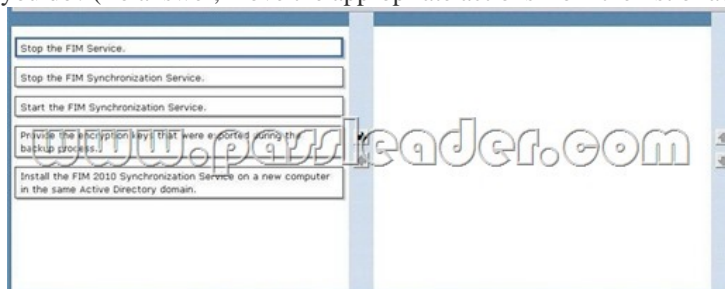 Stop the FIM Service.
Stop the FIM Synchronization Service.
Start the FIM Synchronization Service.
Provide the encryption keys that were exported during the
backup process.
Install the FIM 2010 Synchronization Service on a new computer
in the same Active Directory domain.
www.passleader.com